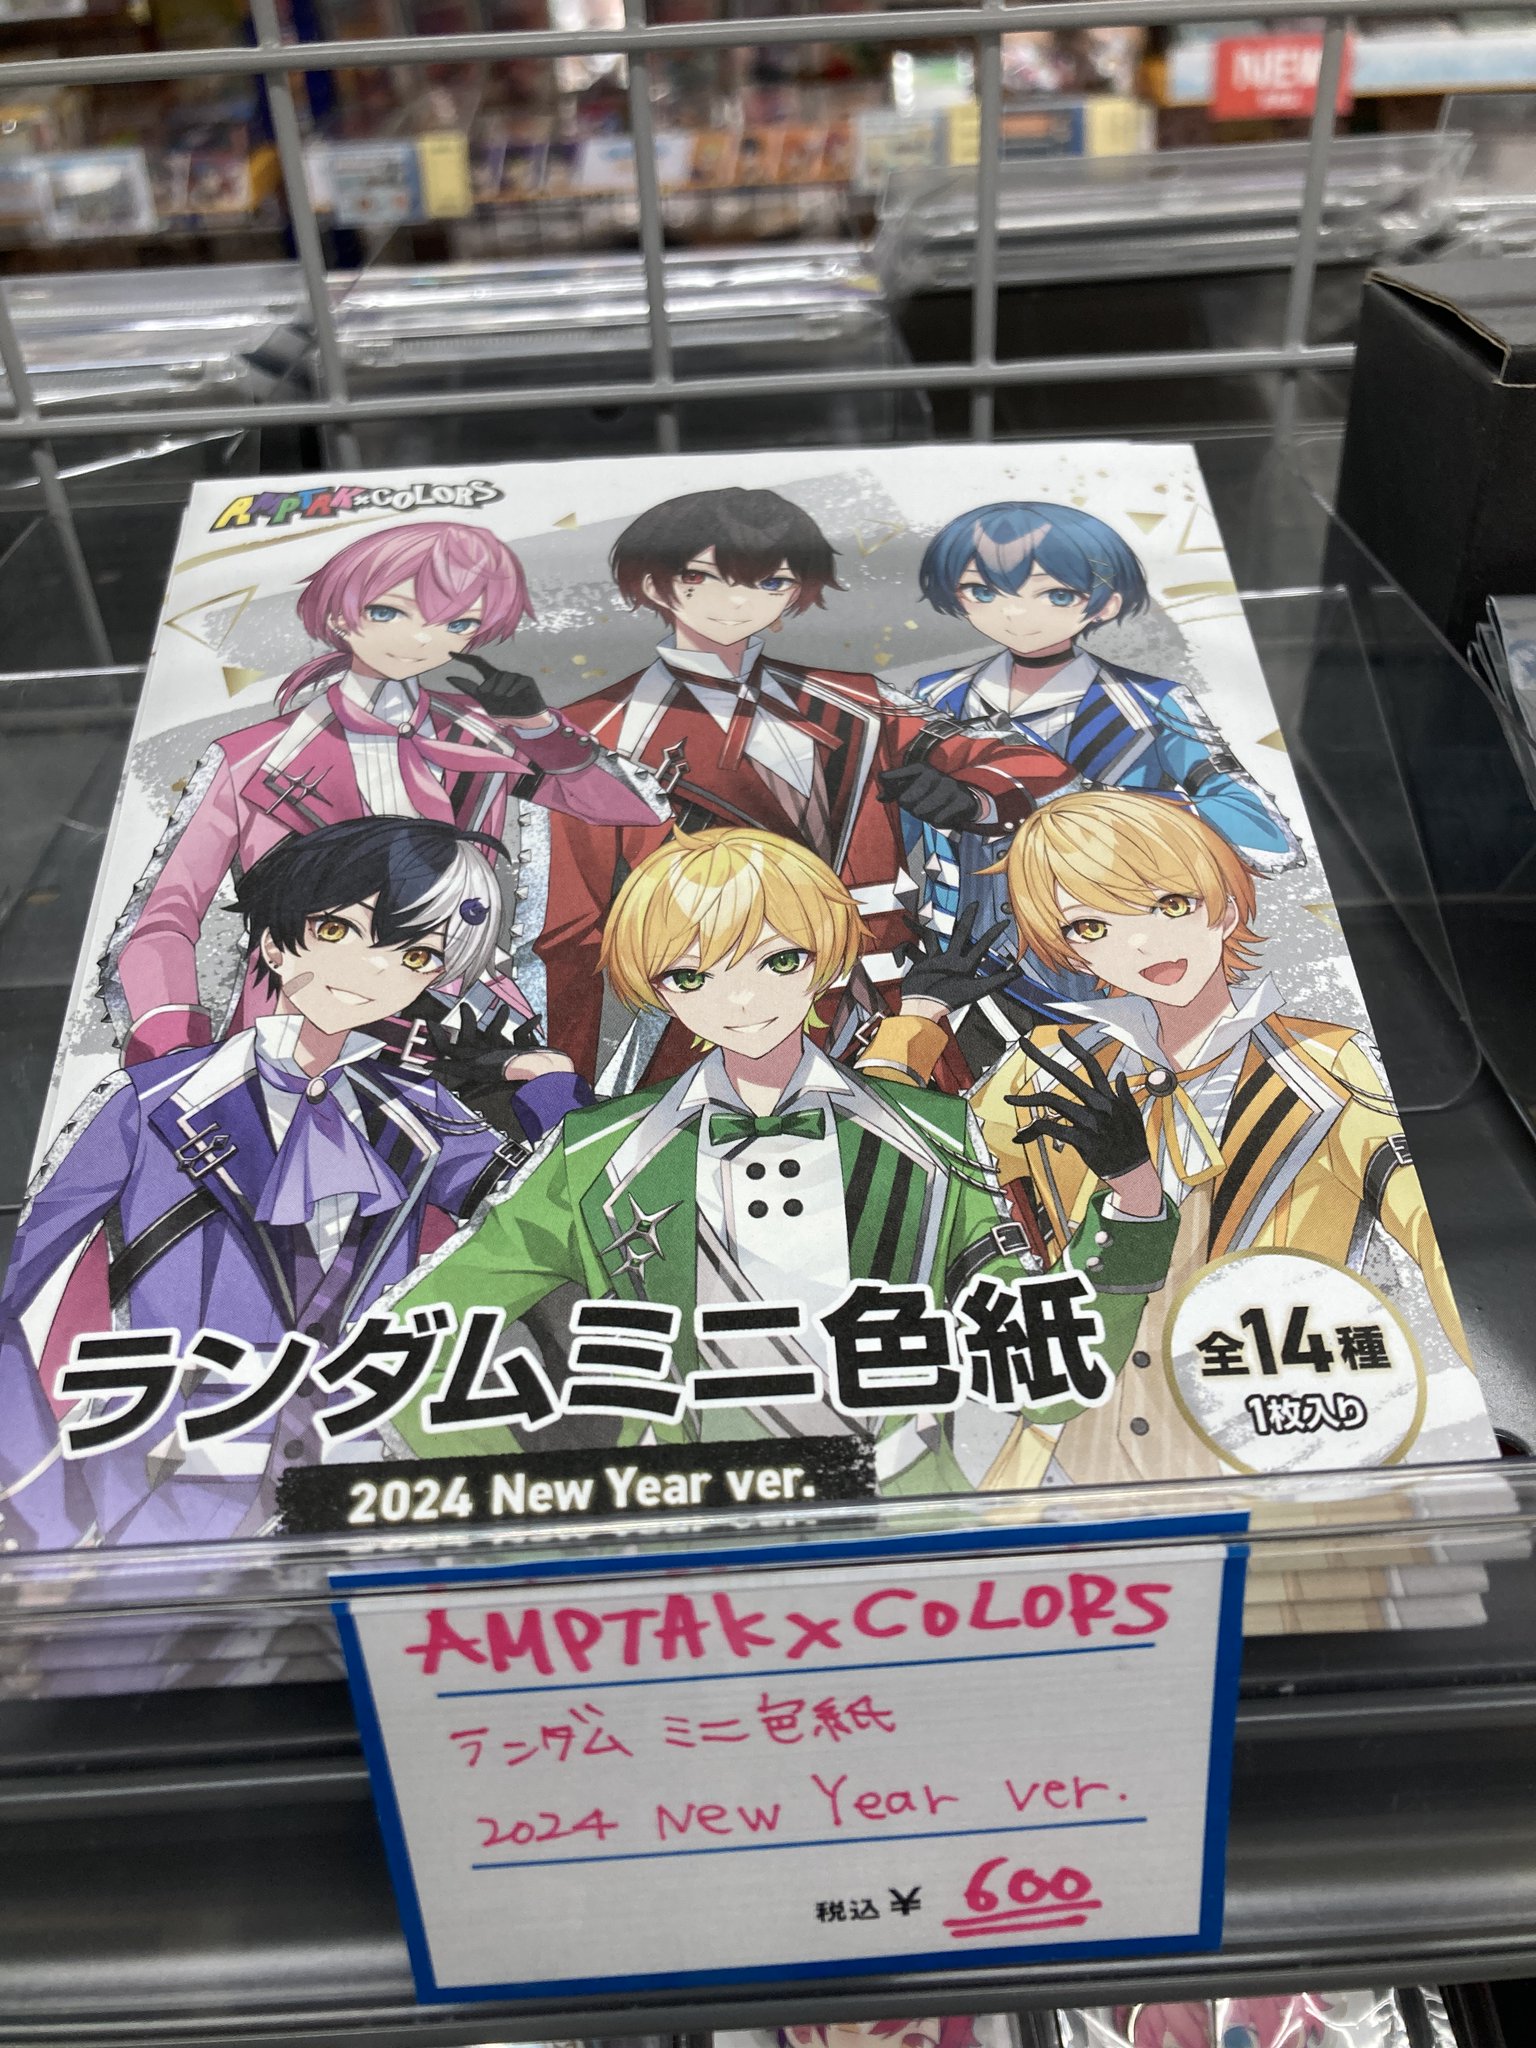 NEW
AMPTAK×COLORS
ランダムミニ色紙
全14種
1枚入り
2024 New Year ver.
AMPTAK×COLORS
ランダム ミニ色紙
2024 New Year ver.
税込¥ 600